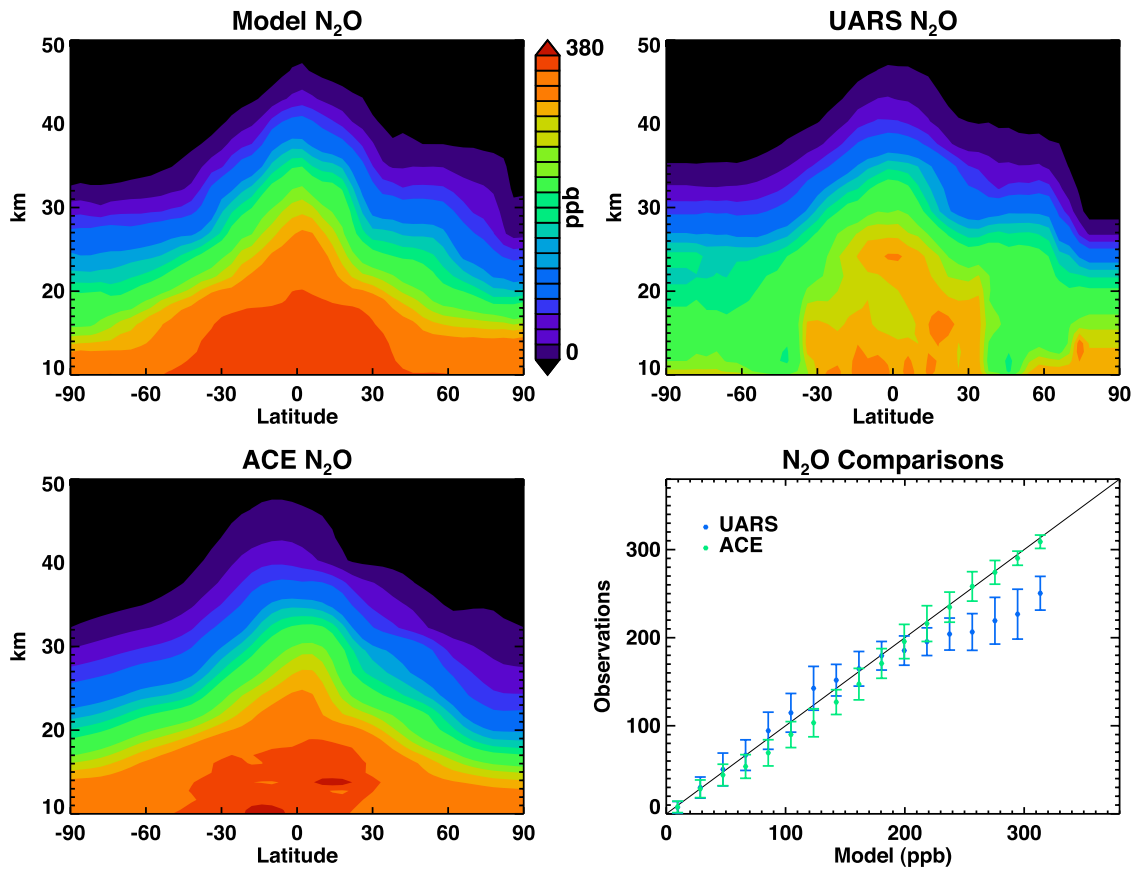 Model N₂O
50
40
30
20
10
km
-90 -60 -30 0 30 60 90
Latitude
380
ppb
0
UARS N₂O
50
40
30
20
10
km
-90 -60 -30 0 30 60 90
Latitude
ACE N₂O
50
40
30
20
10
km
-90 -60 -30 0 30 60 90
Latitude
N₂O Comparisons
UARS
ACE
300
200
100
0
Observations
0 100 200 300
Model (ppb)